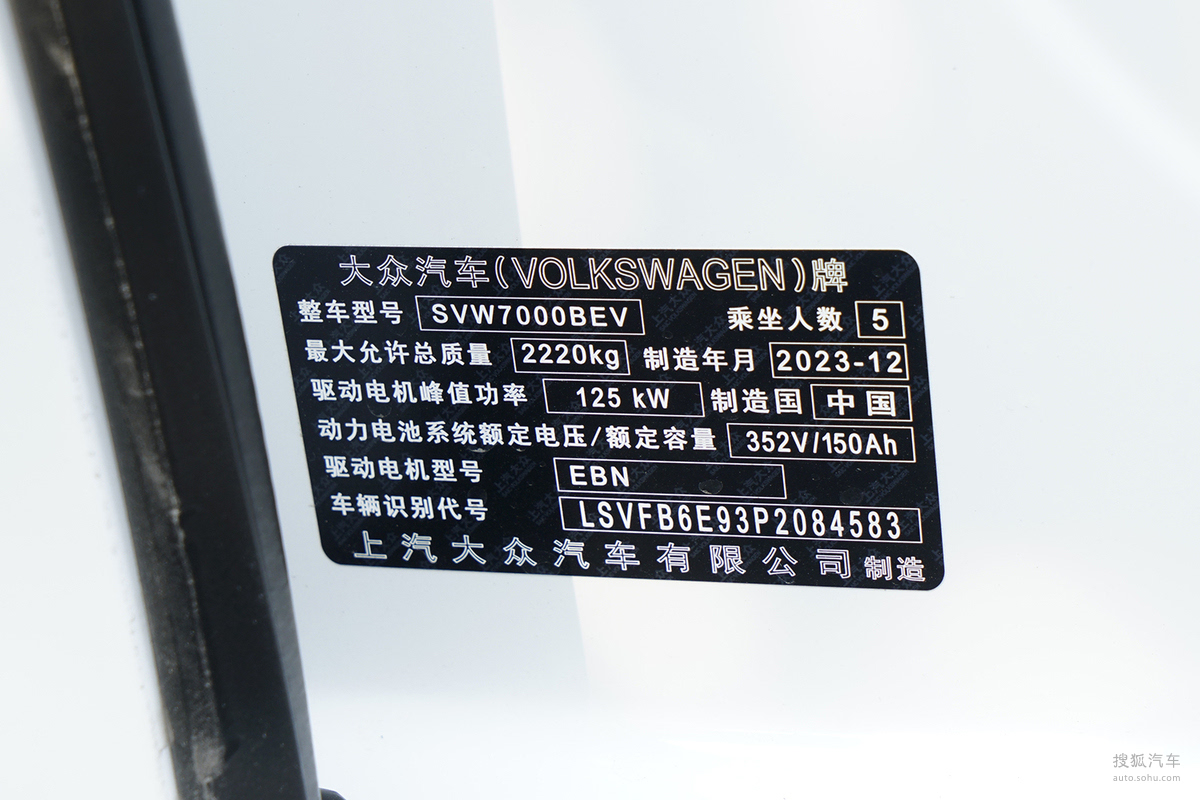 大众汽车(VOLKSWAGEN)牌
整车型号 SVW7000BEV 乘坐人数 5
最大允许总质量 2220kg 制造年月 2023-12
驱动电机峰值功率 125 kW 制造国 中国
动力电池系统额定电压/额定容量 352V/150Ah
驱动电机型号 EBN
车辆识别代号 LSVFB6E93P2084583
上汽大众汽车有限公司 制造
搜狐汽车
auto.sohu.com